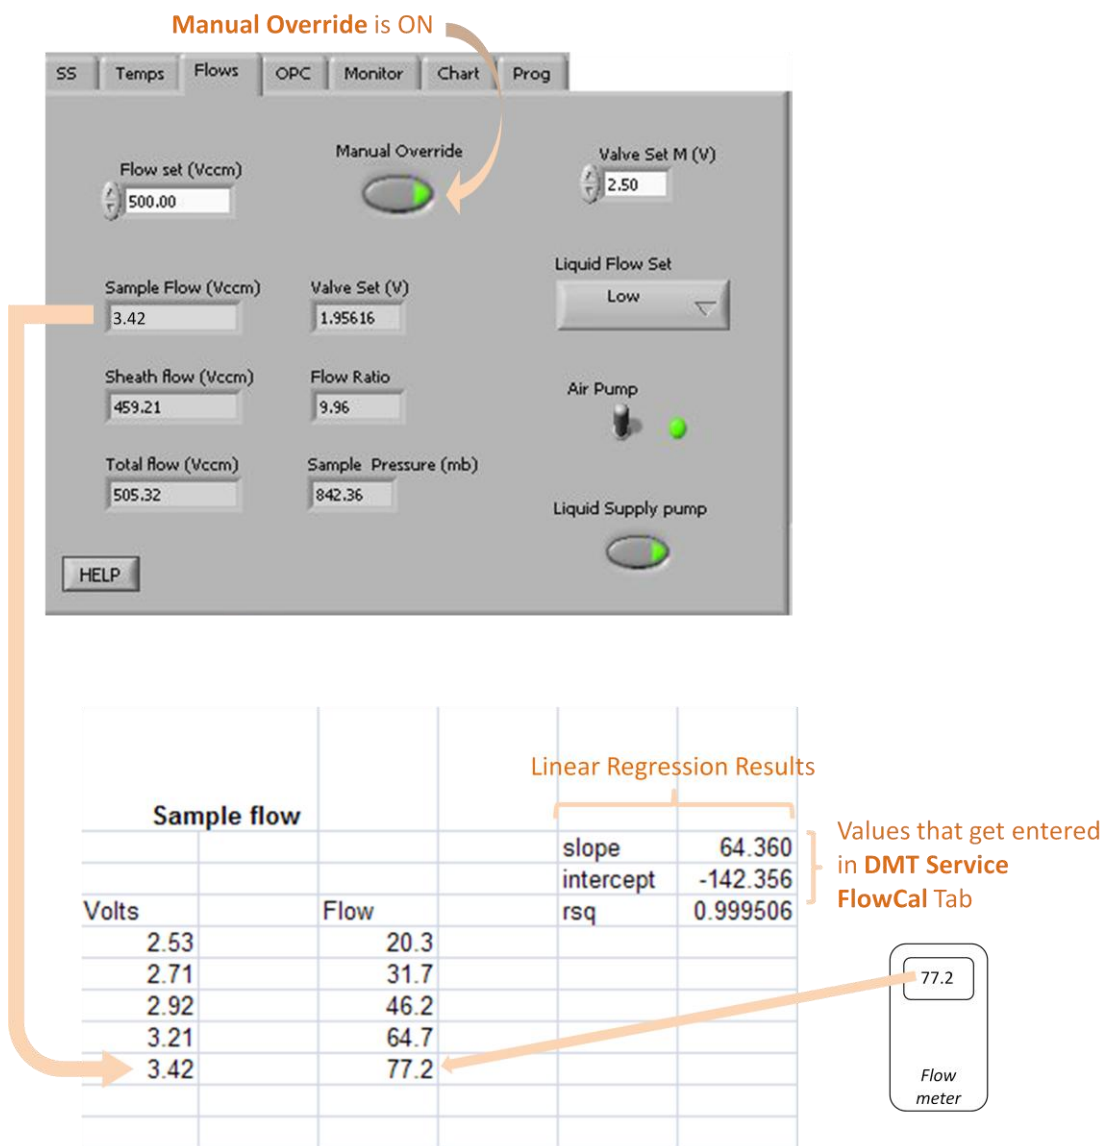 Manual Override is ON
SS Temps Flows OPC Monitor Chart Prog
Manual Override
Flow set (Vccm)
Valve Set M (V)
500.00
2.50
Liquid Flow Set
Sample Flow (Vccm) Valve Set (V)
Low
3.42 1.95616
Sheath flow (Vccm) Flow Ratio
Air Pump
459.21 9.96
Total flow (Vccm) Sample Pressure (mb)
505.32 842.36
Liquid Supply pump
HELP
Linear Regression Results
Sample flow
slope 64.360
intercept -142.356
Volts Flow rsq 0.999506
Values that get entered
in DMT Service
FlowCal Tab
2.53 20.3
2.71 31.7
2.92 46.2
3.21 64.7
3.42 77.2
77.2
Flow
meter